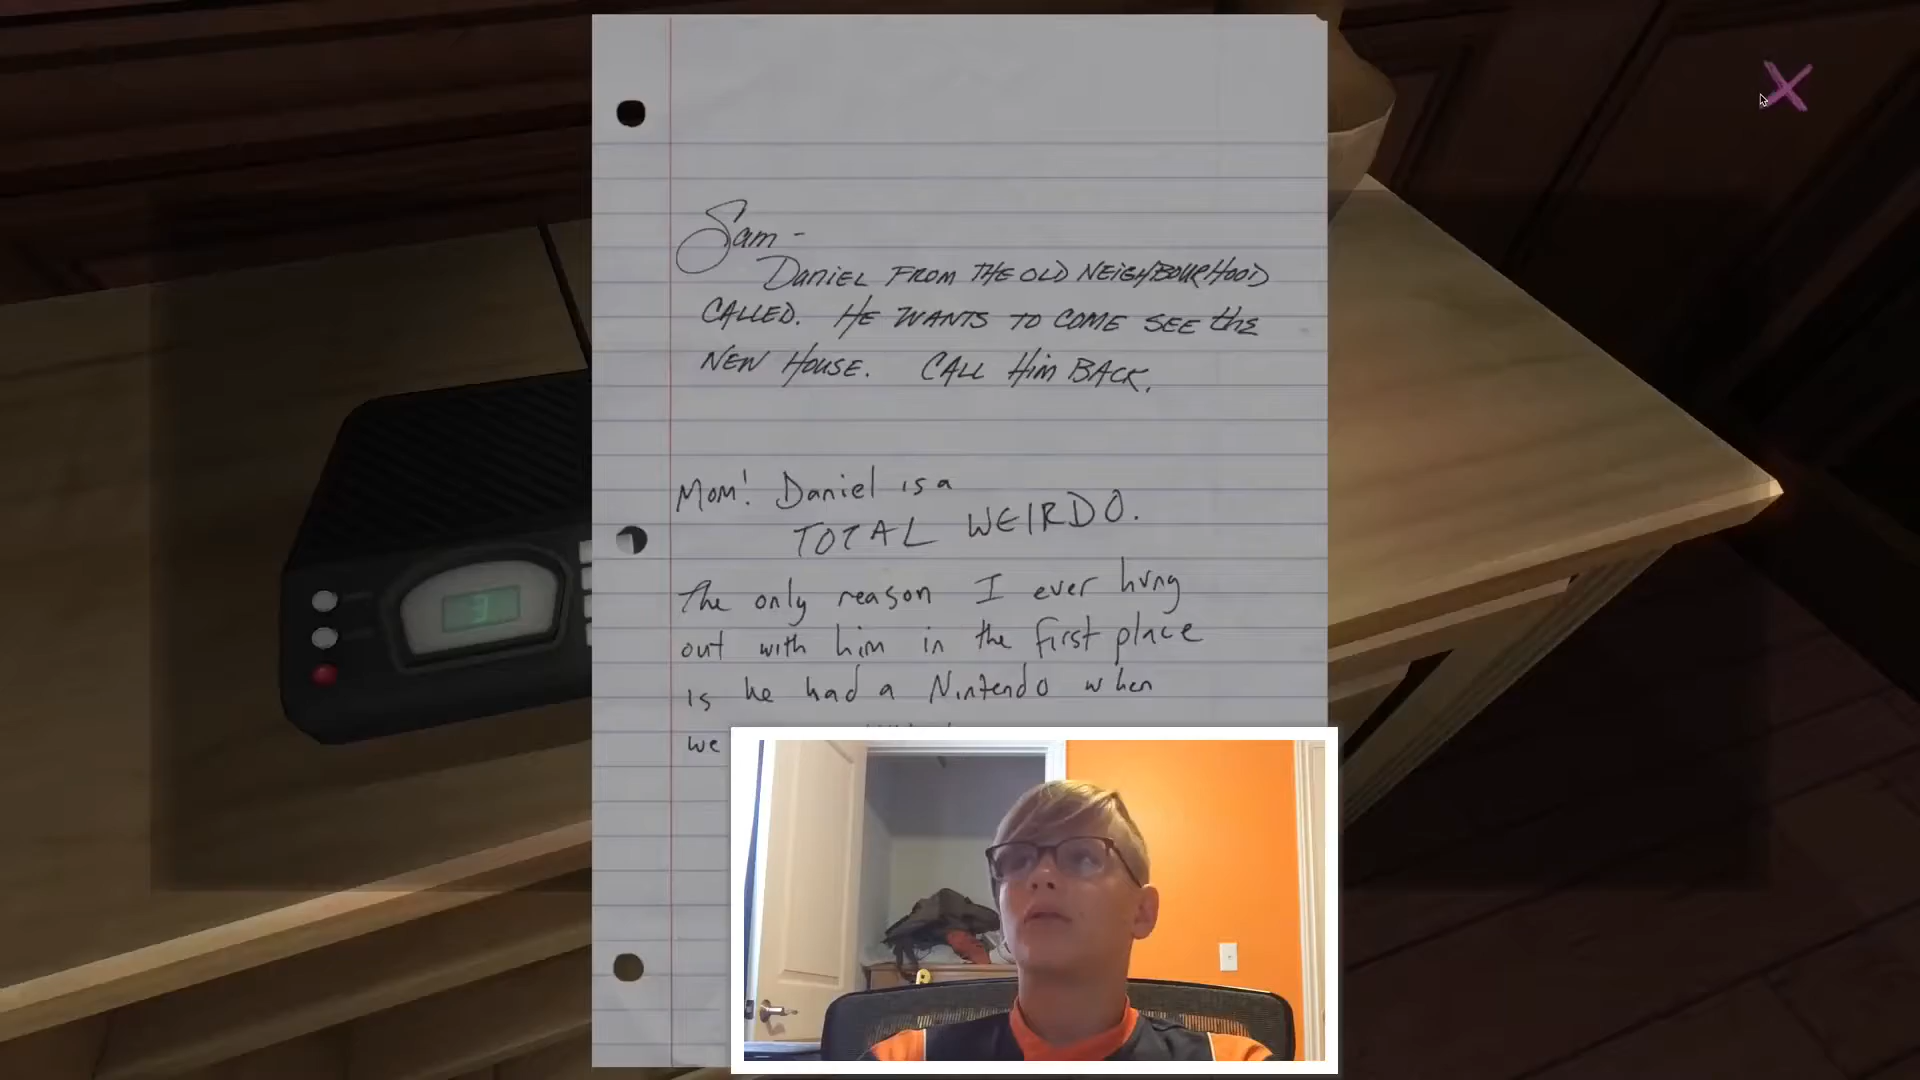 Sam -
DANIEL FROM THE OLD NEIGHBOURHOOD
CALLED. HE WANTS TO COME SEE the
NEW HOUSE. CALL HIM BACK.
Mom! Daniel is a
TOTAL WEIRDO.
The only reason I ever hung
out with him in the first place
is he had a Nintendo when
we
3